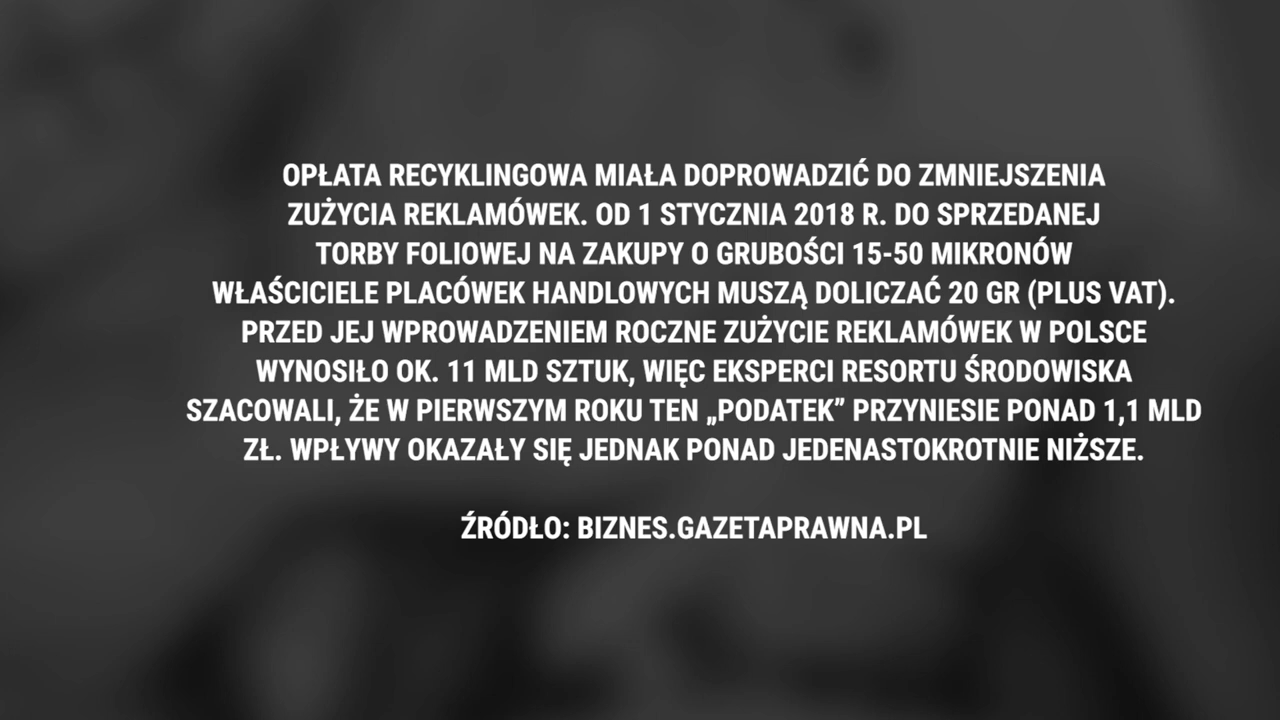 OPŁATA RECYKLINGOWA MIAŁA DOPROWADZIĆ DO ZMNIEJSZENIA
ZUŻYCIA REKLAMÓWEK. OD 1 STYCZNIA 2018 R. DO SPRZEDANEJ
TORBY FOLIOWEJ NA ZAKUPY O GRUBOŚCI 15-50 MIKRONÓW
WŁAŚCICIELE PLACÓWEK HANDLOWYCH MUSZĄ DOLICZAĆ 20 GR (PLUS VAT).
PRZED JEJ WPROWADZENIEM ROCZNE ZUŻYCIE REKLAMÓWEK W POLSCE
WYNOSIŁO OK. 11 MLD SZTUK, WIĘC EKSPERCI RESORTU ŚRODOWISKA
SZACOWALI, ŻE W PIERWSZYM ROKU TEN „PODATEK” PRZYNIESIE PONAD 1,1 MLD
ZŁ. WPŁYWY OKAZAŁY SIĘ JEDNAK PONAD JEDENASTOKROTNIE NIŻSZE.
ŹRÓDŁO: BIZNES.GAZETAPRAWNA.PL